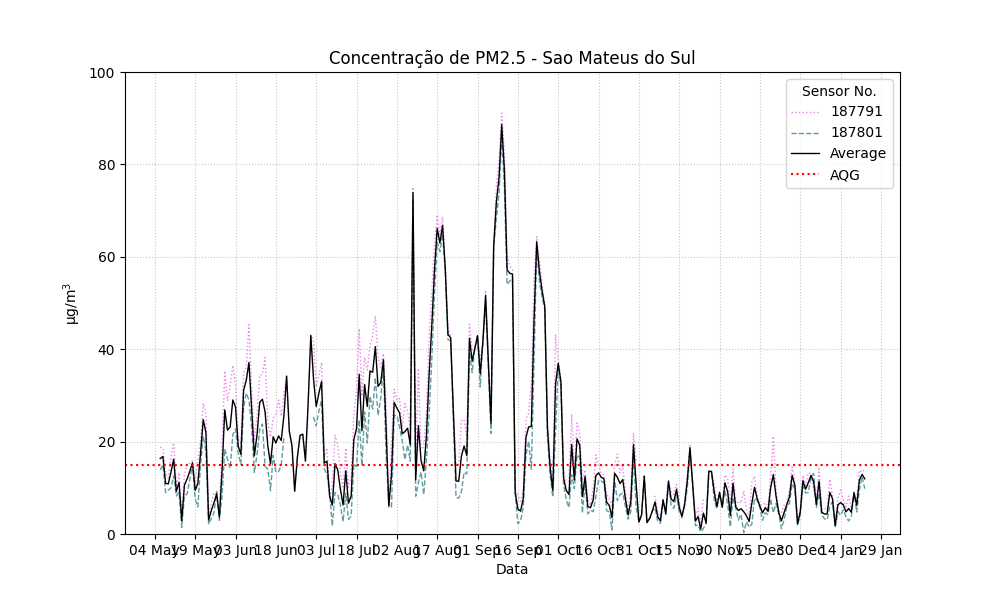 Concentração de PM2.5 - Sao Mateus do Sul
Sensor No.
187791
187801
Average
AQG
100
80
60
40
20
0
µg/m³
04 May 19 May 03 Jun 18 Jun 03 Jul 18 Jul 02 Aug 17 Aug 01 Sep 16 Sep 01 Oct 16 Oct 31 Oct 15 Nov 30 Nov 15 Dec 30 Dec 14 Jan 29 Jan
Data